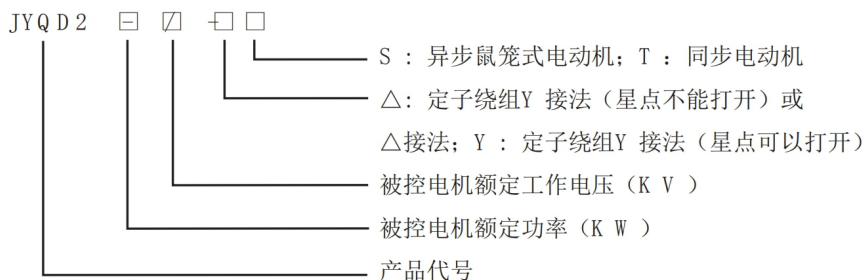 JYQD2 □-□/□+□□
S : 异步鼠笼式电动机; T : 同步电动机
△: 定子绕组Y 接法（星点不能打开）或
△接法; Y : 定子绕组Y 接法（星点可以打开）
被控电机额定工作电压（K V ）
被控电机额定功率（K W ）
产品代号